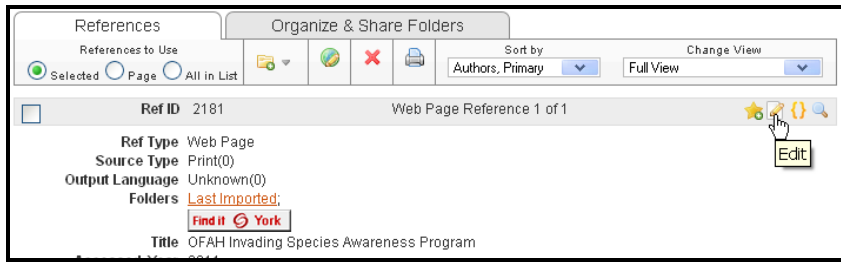 References Organize & Share Folders
References to Use Sort by Change View
Selected Page All in List Authors, Primary Full View
Ref ID 2181 Web Page Reference 1 of 1
Edit
Ref Type Web Page
Source Type Print(0)
Output Language Unknown(0)
Folders Last Imported;
Find it York
Title OFAH Invading Species Awareness Program